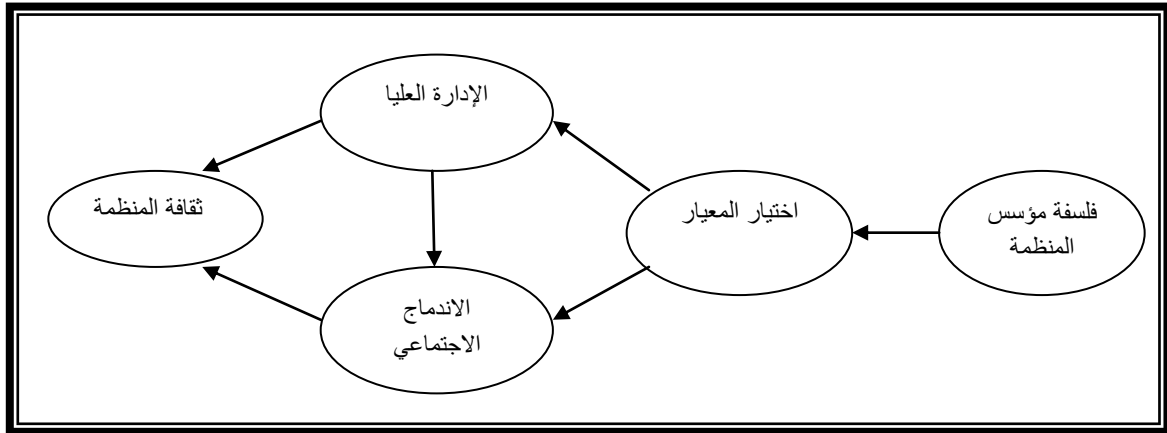 الإدارة العليا
فلسفة مؤسس
المنظمة
اختيار المعيار
ثقافة المنظمة
الاندماج
الاجتماعي